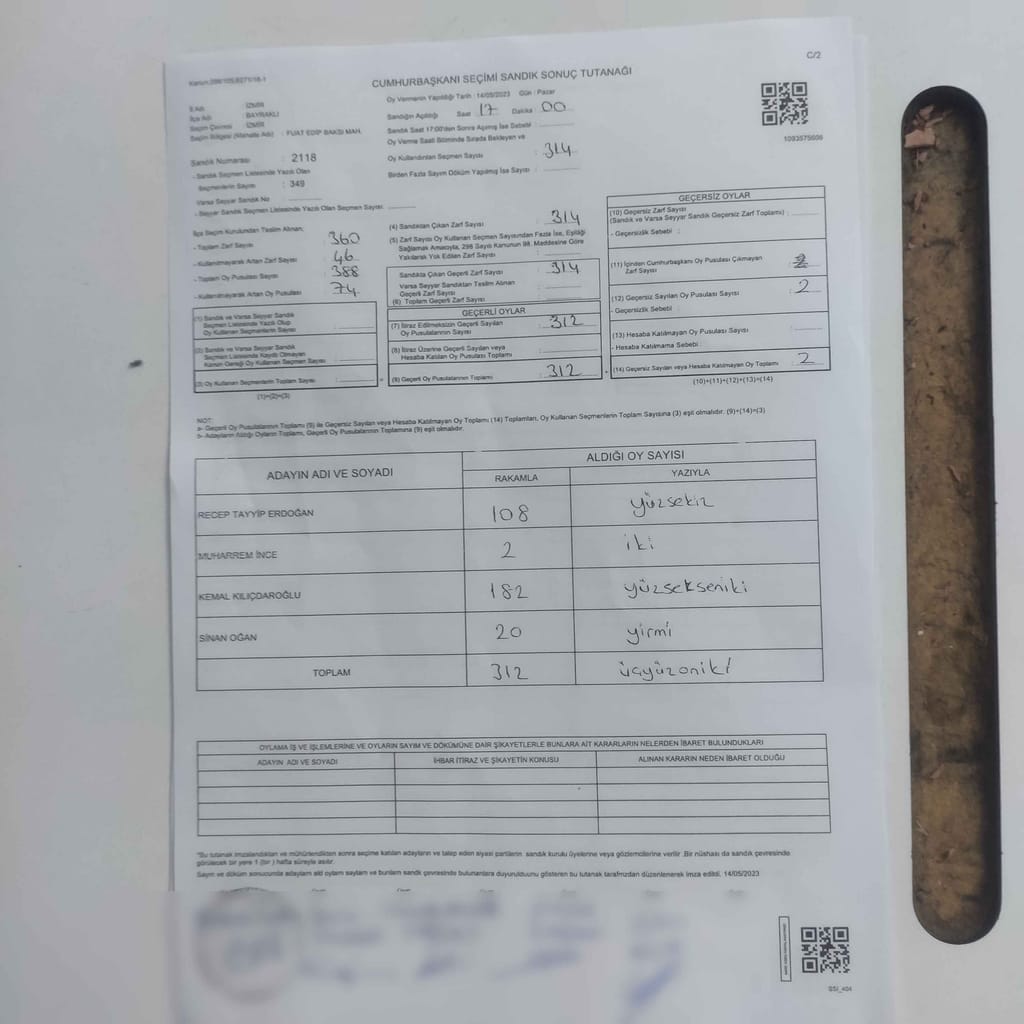 C/2
Kanun:298/105,6271/16-1
CUMHURBAŞKANI SEÇİMİ SANDIK SONUÇ TUTANAĞI
İl Adı : İZMİR
İlçe Adı : BAYRAKLI
Seçim Çevresi : İZMİR
Seçim Bölgesi (Mahalle Adı) : FUAT EDİP BAKSI MAH.
Sandık Numarası : 2118
- Sandık Seçmen Listesinde Yazılı Olan
Seçmenlerin Sayısı : 349
Varsa Seyyar Sandık No :
- Seyyar Sandık Seçmen Listesinde Yazılı Olan Seçmen Sayısı:
Oy Vermenin Yapıldığı Tarih : 14/05/2023 Gün : Pazar
Sandığın Açıldığı Saat 17 Dakika 00
Sandık Saat 17:00'den Sonra Açılmış İse Sebebi :
Oy Verme Saati Bitiminde Sırada Bekleyen ve
Oy Kullandırılan Seçmen Sayısı : 314
Birden Fazla Sayım Döküm Yapılmış İse Sayısı :
1093575606
İlçe Seçim Kurulundan Teslim Alınan;
- Toplam Zarf Sayısı : 360
- Kullanılmayarak Artan Zarf Sayısı : 46
- Toplam Oy Pusulası Sayısı : 388
- Kullanılmayarak Artan Oy Pusulası : 74
(1) Sandık ve Varsa Seyyar Sandık
Seçmen Listesinde Yazılı Olup
Oy Kullanan Seçmenlerin Sayısı :
(2) Sandık ve Varsa Seyyar Sandık
Seçmen Listesinde Kayıtlı Olmayan
Kanun Gereği Oy Kullanan Seçmen Sayısı :
(3) Oy Kullanan Seçmenlerin Toplam Sayısı :
(1)+(2)=(3)
(4) Sandıktan Çıkan Zarf Sayısı : 314
(5) Zarf Sayısı Oy Kullanan Seçmen Sayısından Fazla İse, Eşitliği
Sağlamak Amacıyla, 298 Sayılı Kanunun 98. Maddesine Göre
Yakılarak Yok Edilen Zarf Sayısı :
Sandıkta Çıkan Geçerli Zarf Sayısı : 314
Varsa Seyyar Sandıktan Teslim Alınan
Geçerli Zarf Sayısı :
(6) Toplam Geçerli Zarf Sayısı :
GEÇERLİ OYLAR
(7) İtiraz Edilmeksizin Geçerli Sayılan
Oy Pusulalarının Sayısı : 312
(8) İtiraz Üzerine Geçerli Sayılan veya
Hesaba Katılan Oy Pusulası Toplamı :
(9) Geçerli Oy Pusulalarının Toplamı : 312
GEÇERSİZ OYLAR
(10) Geçersiz Zarf Sayısı
(Sandık ve Varsa Seyyar Sandık Geçersiz Zarf Toplamı) :
- Geçersizlik Sebebi :
(11) İçinden Cumhurbaşkanı Oy Pusulası Çıkmayan
Zarf Sayısı :
(12) Geçersiz Sayılan Oy Pusulası Sayısı : 2
- Geçersizlik Sebebi :
(13) Hesaba Katılmayan Oy Pusulası Sayısı :
- Hesaba Katılmama Sebebi :
(14) Geçersiz Sayılan veya Hesaba Katılmayan Oy Toplamı : 2
(10)+(11)+(12)+(13)=(14)
NOT:
a- Geçerli Oy Pusulalarının Toplamı (9) ile Geçersiz Sayılan veya Hesaba Katılmayan Oy Toplamı (14) Toplamları, Oy Kullanan Seçmenlerin Toplam Sayısına (3) eşit olmalıdır. (9)+(14)=(3)
b- Adayların Aldığı Oyların Toplamı, Geçerli Oy Pusulalarının Toplamına (9) eşit olmalıdır.
ADAYIN ADI VE SOYADI
ALDIĞI OY SAYISI
RAKAMLA YAZIYLA
RECEP TAYYİP ERDOĞAN 108 yüzsekiz
MUHARREM İNCE 2 iki
KEMAL KILIÇDAROĞLU 182 yüzsekseniki
SİNAN OĞAN 20 yirmi
TOPLAM 312 üçyüzoniki
OYLAMA İŞ VE İŞLEMLERİNE VE OYLARIN SAYIM VE DÖKÜMÜNE DAİR ŞİKAYETLERLE BUNLARA AİT KARARLARIN NELERDEN İBARET BULUNDUKLARI
ADAYIN ADI VE SOYADI İHBAR İTİRAZ VE ŞİKAYETİN KONUSU ALINAN KARARIN NEDEN İBARET OLDUĞU
"Bu tutanak imzalandıktan ve mühürlendikten sonra seçime katılan adayların ve talep eden siyasi partilerin sandık kurulu üyelerine veya gözlemcilerine verilir. Bir nüshası da sandık çevresinde
görülecek bir yere 1 (bir ) hafta süreyle asılır.
Sayım ve döküm sonucumda adayların aldı oyların sayıları ve bunların sandık çevresinde bulunanlara duyurulduunu gösteren bu tutanak tarafımızdan düzenlenerek imza edildi. 14/05/2023
SSI_404